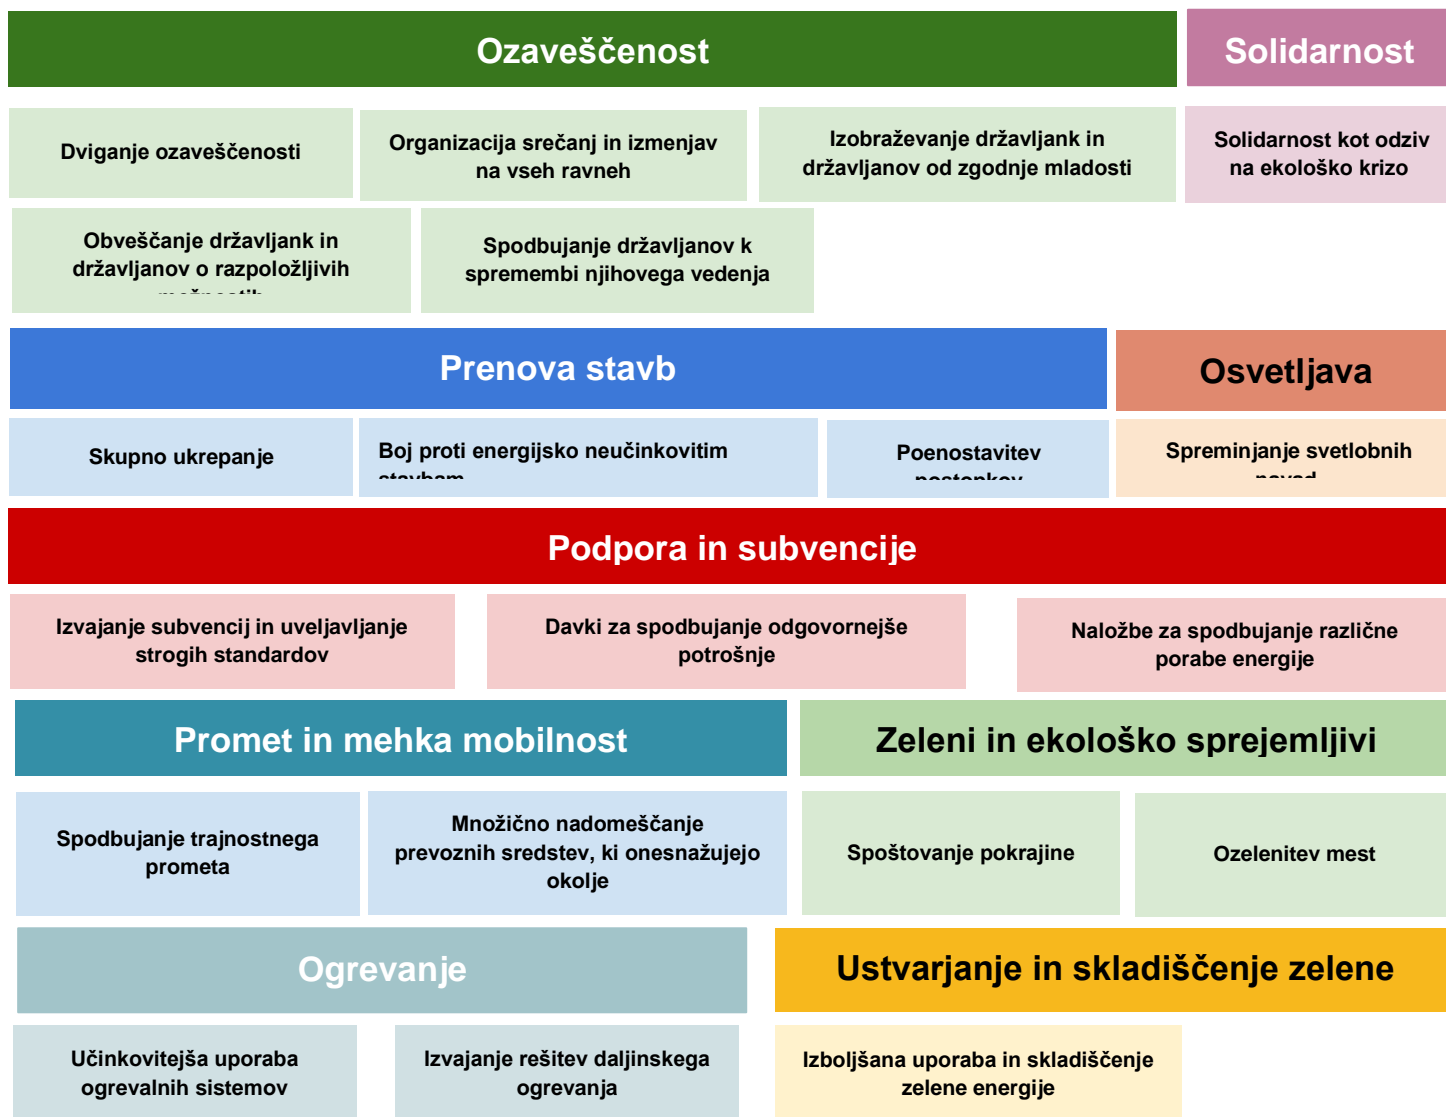 Ozaveščenost
Solidarnost
Dviganje ozaveščenosti
Organizacija srečanj in izmenjav
na vseh ravneh
Izobraževanje državljank in
državljanov od zgodnje mladosti
Solidarnost kot odziv
na ekološko krizo
Obveščanje državljank in
državljanov o razpoložljivih
možnostih
Spodbujanje državljanov k
spremembi njihovega vedenja
Prenova stavb
Osvetljava
Skupno ukrepanje
Boj proti energijsko neučinkovitim
stavbam
Poenostavitev
postopkov
Spreminjanje svetlobnih
navad
Podpora in subvencije
Izvajanje subvencij in uveljavljanje
strogih standardov
Davki za spodbujanje odgovornejše
potrošnje
Naložbe za spodbujanje različne
porabe energije
Promet in mehka mobilnost
Zeleni in ekološko sprejemljivi
Spodbujanje trajnostnega
prometa
Množično nadomeščanje
prevoznih sredstev, ki onesnažujejo
okolje
Spoštovanje pokrajine
Ozelenitev mest
Ogrevanje
Ustvarjanje in skladiščenje zelene
Učinkovitejša uporaba
ogrevalnih sistemov
Izvajanje rešitev daljinskega
ogrevanja
Izboljšana uporaba in skladiščenje
zelene energije